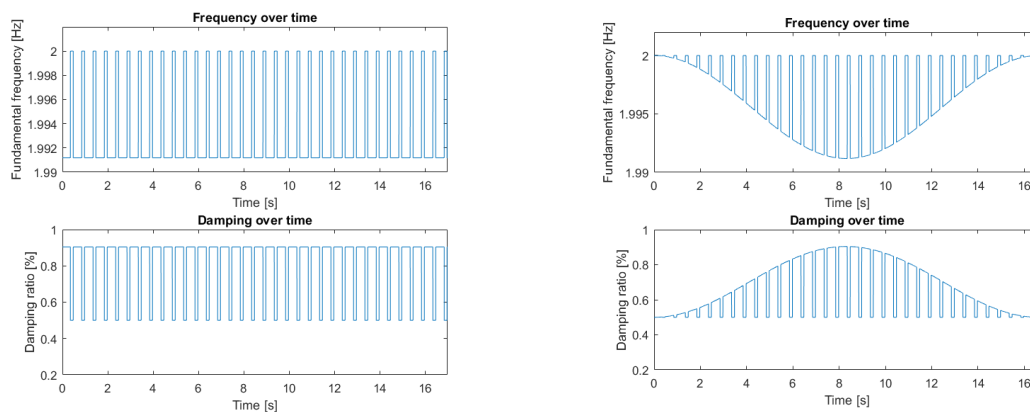 Frequency over time
Fundamental frequency [Hz]
2
1.998
1.996
1.994
1.992
1.99
0 2 4 6 8 10 12 14 16
Time [s]
Damping over time
Damping ratio [%]
1
0.8
0.6
0.4
0.2
0 2 4 6 8 10 12 14 16
Time [s]
Frequency over time
Fundamental frequency [Hz]
2
1.995
1.99
0 2 4 6 8 10 12 14 16
Time [s]
Damping over time
Damping ratio [%]
1
0.8
0.6
0.4
0.2
0 2 4 6 8 10 12 14 16
Time [s]